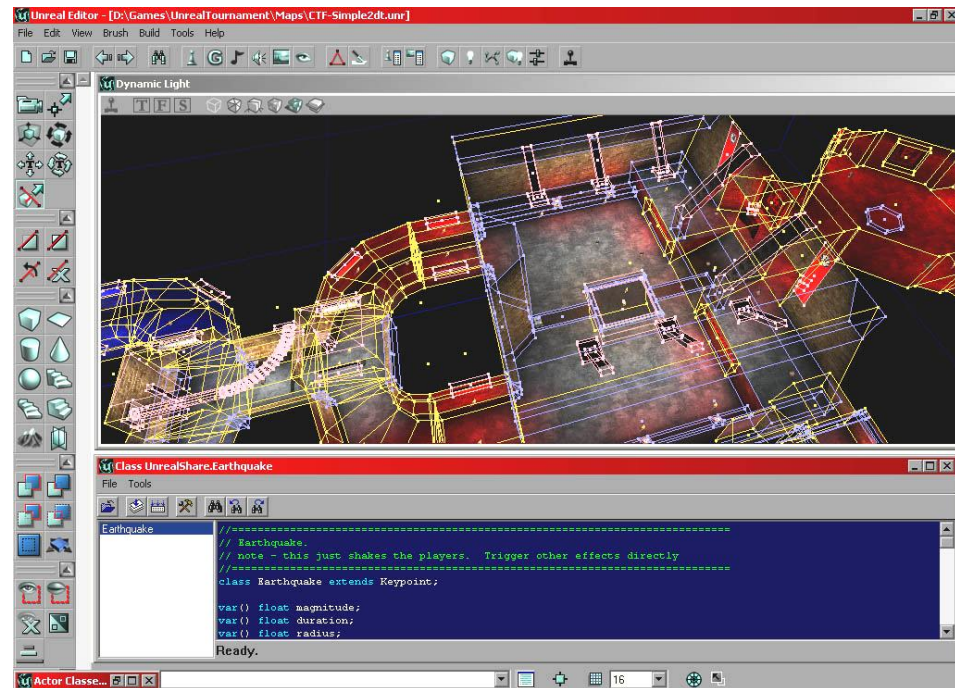 Unreal Editor - [D:\Games\UnrealTournament\Maps\CTF-Simple2dt.unr]
File Edit View Brush Build Tools Help
Dynamic Light
T F S
Class UnrealShare.Earthquake
File Tools
Earthquake
//=============================================================================
// Earthquake.
// note - this just shakes the players.  Trigger other effects directly
//=============================================================================
class Earthquake extends Keypoint;
var() float magnitude;
var() float duration;
var() float radius;
Ready.
Actor Classe...
16